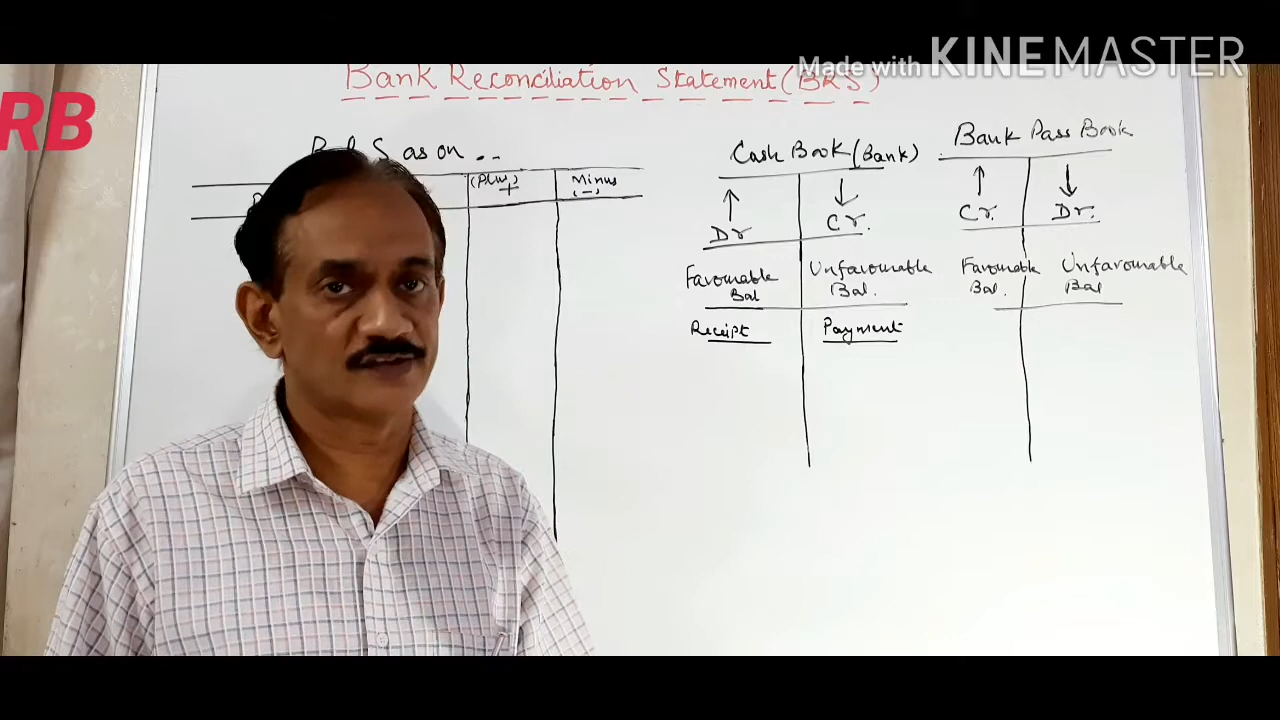 Made with KINEMASTER
RB
Bank Reconciliation Statement (BRS)
S as on ..
(Plus) +
Minus (-)
Cash Book (Bank)
Dr
Cr.
Favourable Bal
Unfavourable Bal.
Receipt
Payment
Bank Pass Book
Cr.
Dr.
Favourable Bal.
Unfavourable Bal